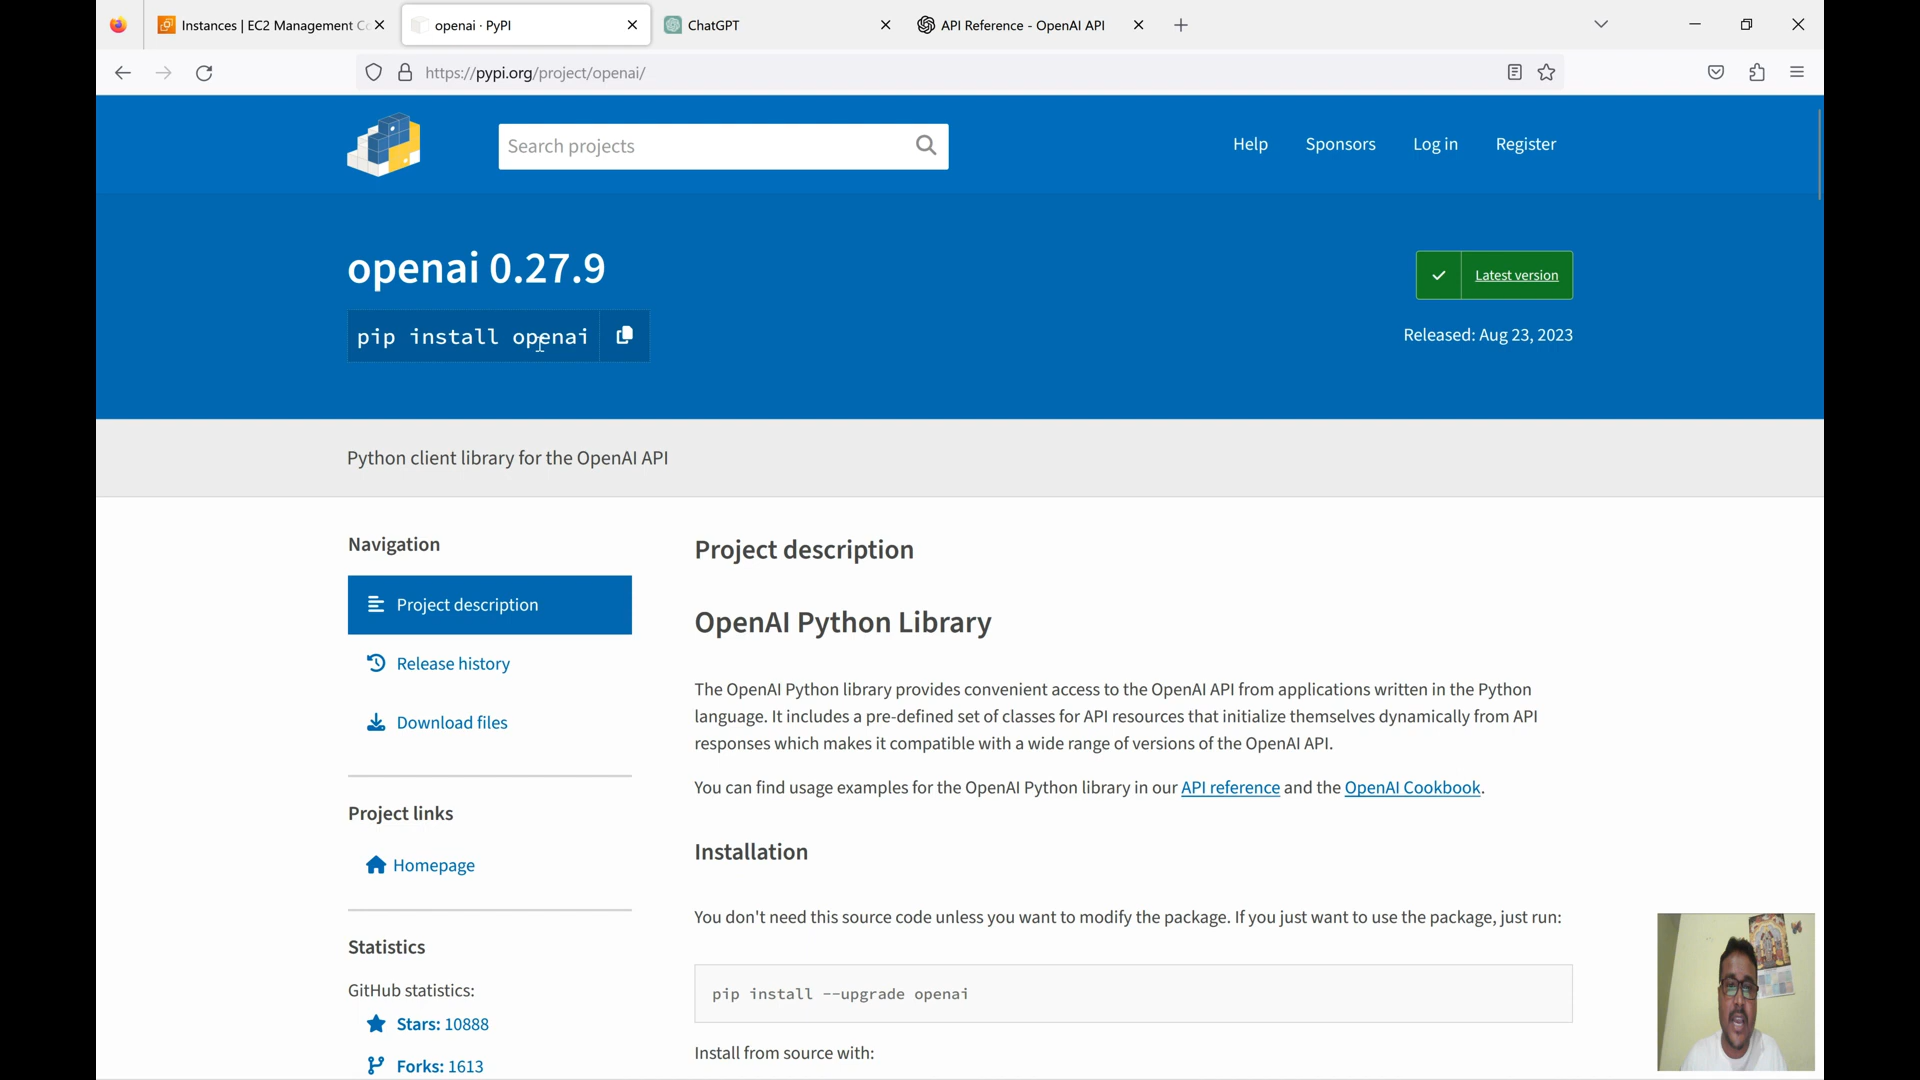 Instances | EC2 Management Co
openai · PyPI
ChatGPT
API Reference - OpenAI API
https://pypi.org/project/openai/
Search projects
Help
Sponsors
Log in
Register
openai 0.27.9
Latest version
pip install openai
Released: Aug 23, 2023
Python client library for the OpenAI API
Navigation
Project description
Release history
Download files
Project links
Homepage
Statistics
GitHub statistics:
Stars: 10888
Forks: 1613
Project description
OpenAI Python Library
The OpenAI Python library provides convenient access to the OpenAI API from applications written in the Python
language. It includes a pre-defined set of classes for API resources that initialize themselves dynamically from API
responses which makes it compatible with a wide range of versions of the OpenAI API.
You can find usage examples for the OpenAI Python library in our API reference and the OpenAI Cookbook.
Installation
You don't need this source code unless you want to modify the package. If you just want to use the package, just run:
pip install --upgrade openai
Install from source with: